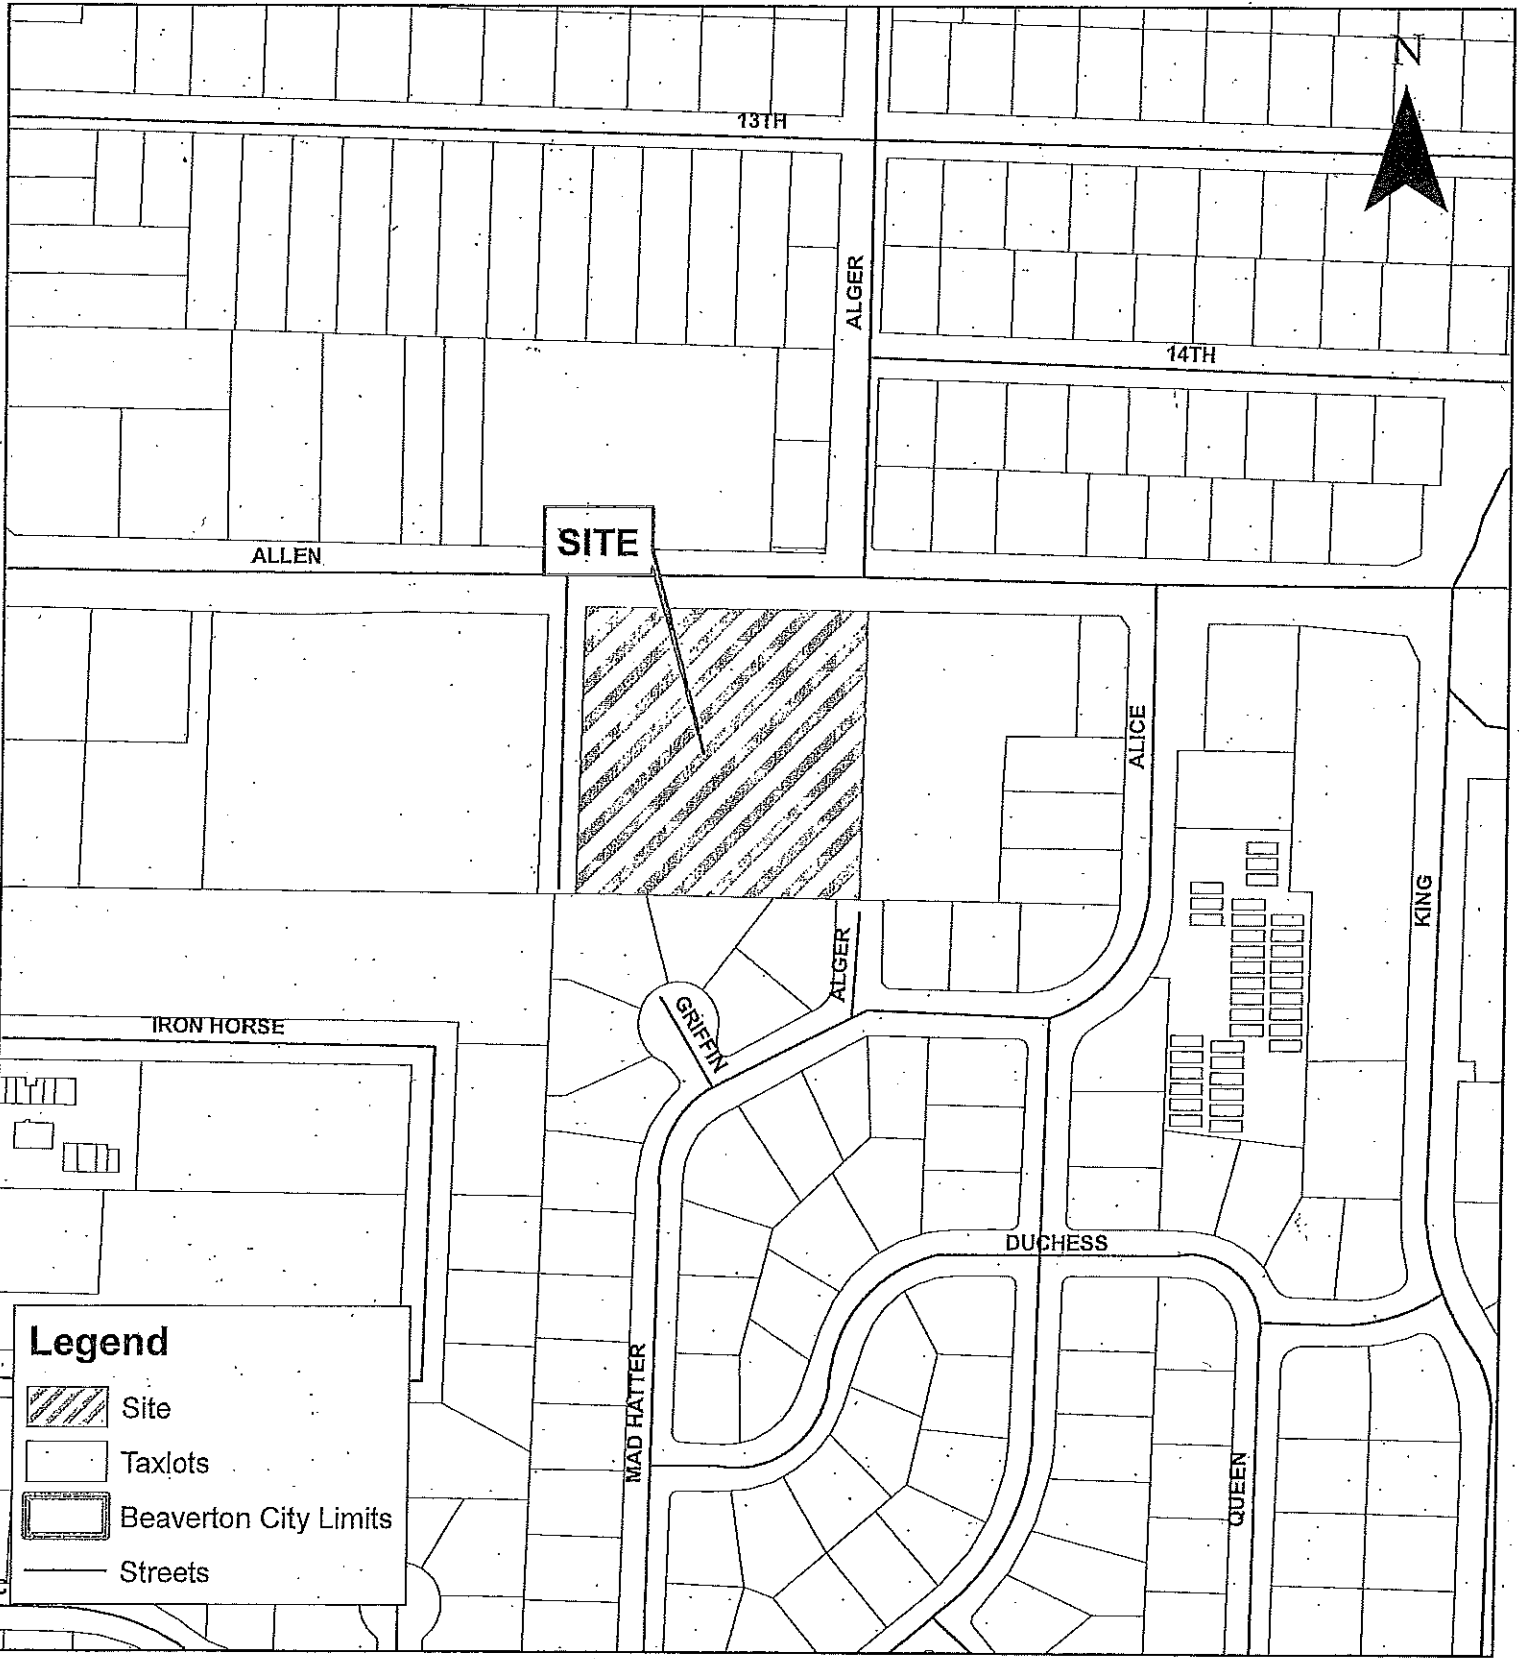 N
13TH
ALGER
14TH
SITE
ALLEN
ALICE
KING
ALGER
GRIFFIN
IRON HORSE
DUCHESS
MAD HATTER
QUEEN
Legend
Site
Taxlots
Beaverton City Limits
Streets